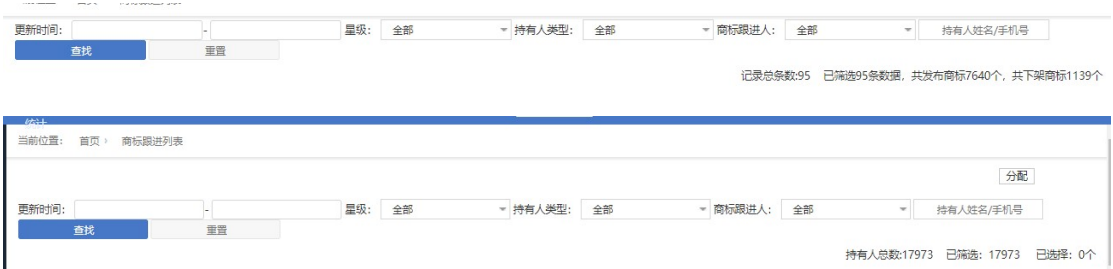 更新时间： - 星级： 全部 持有人类型： 全部 商标跟进人： 全部 持有人姓名/手机号
查找 重置
记录总条数:95 已筛选95条数据，共发布商标7640个，共下架商标1139个
统计
当前位置： 首页 › 商标跟进列表
分配
更新时间： - 星级： 全部 持有人类型： 全部 商标跟进人： 全部 持有人姓名/手机号
查找 重置
持有人总数:17973 已筛选：17973 已选择：0个